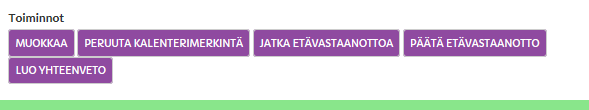 Toiminnot
MUOKKAA PERUUTA KALENTERIMERKINTÄ JATKA ETÄVASTAANOTTOA PÄÄTÄ ETÄVASTAANOTTO
LUO YHTEENVETO